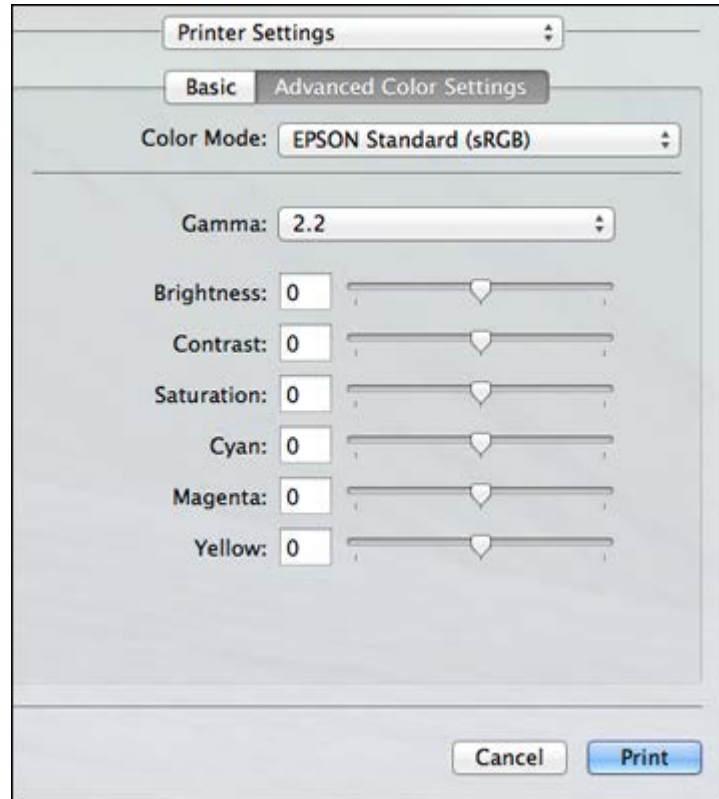 Printer Settings
Basic Advanced Color Settings
Color Mode: EPSON Standard (sRGB)
Gamma: 2.2
Brightness: 0
Contrast: 0
Saturation: 0
Cyan: 0
Magenta: 0
Yellow: 0
Cancel Print